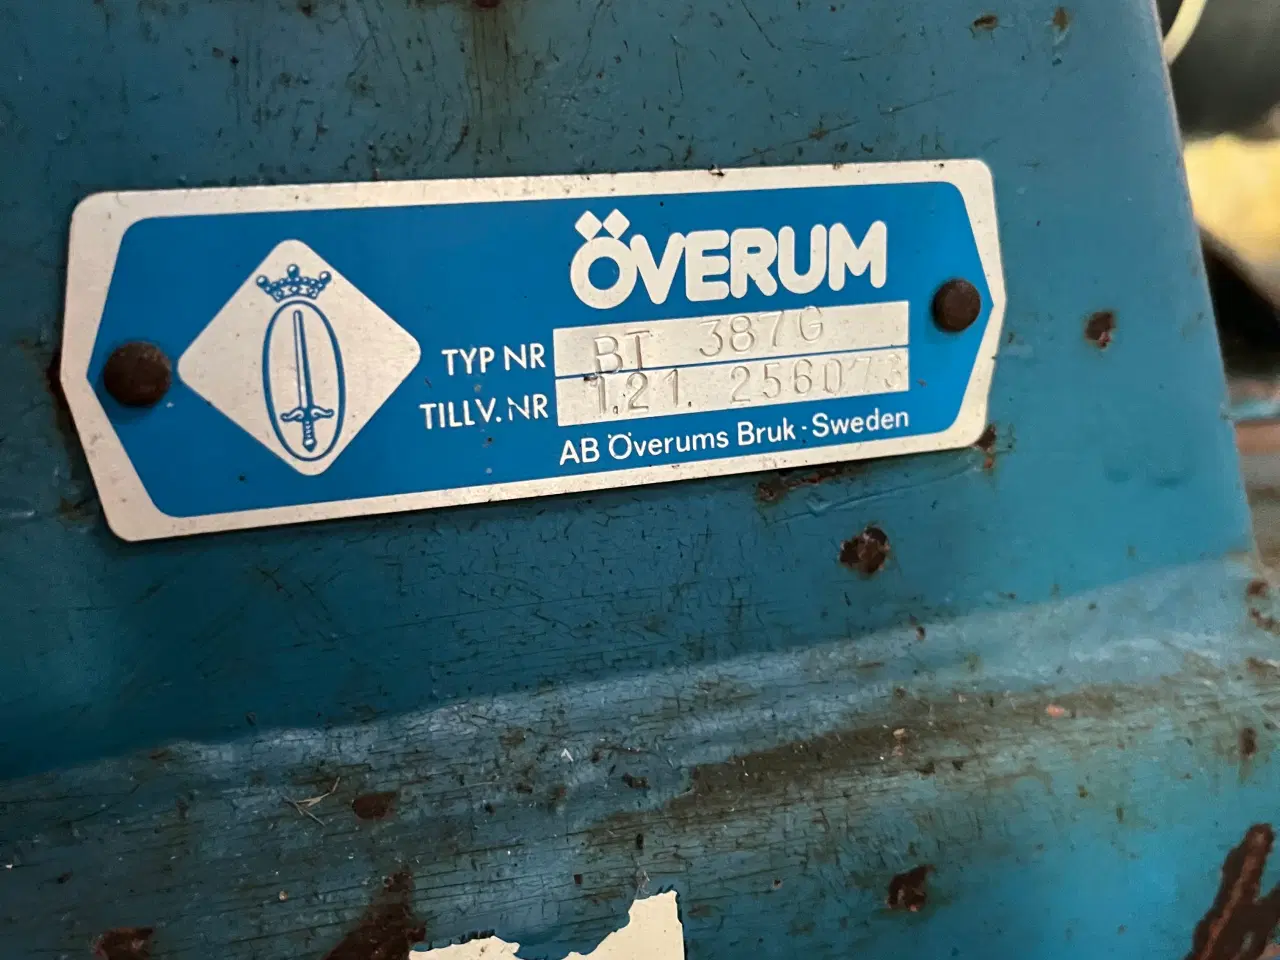 ÖVERUM
TYP NR BT 387G
TILLV. NR 1.21. 256073
AB Överums Bruk - Sweden